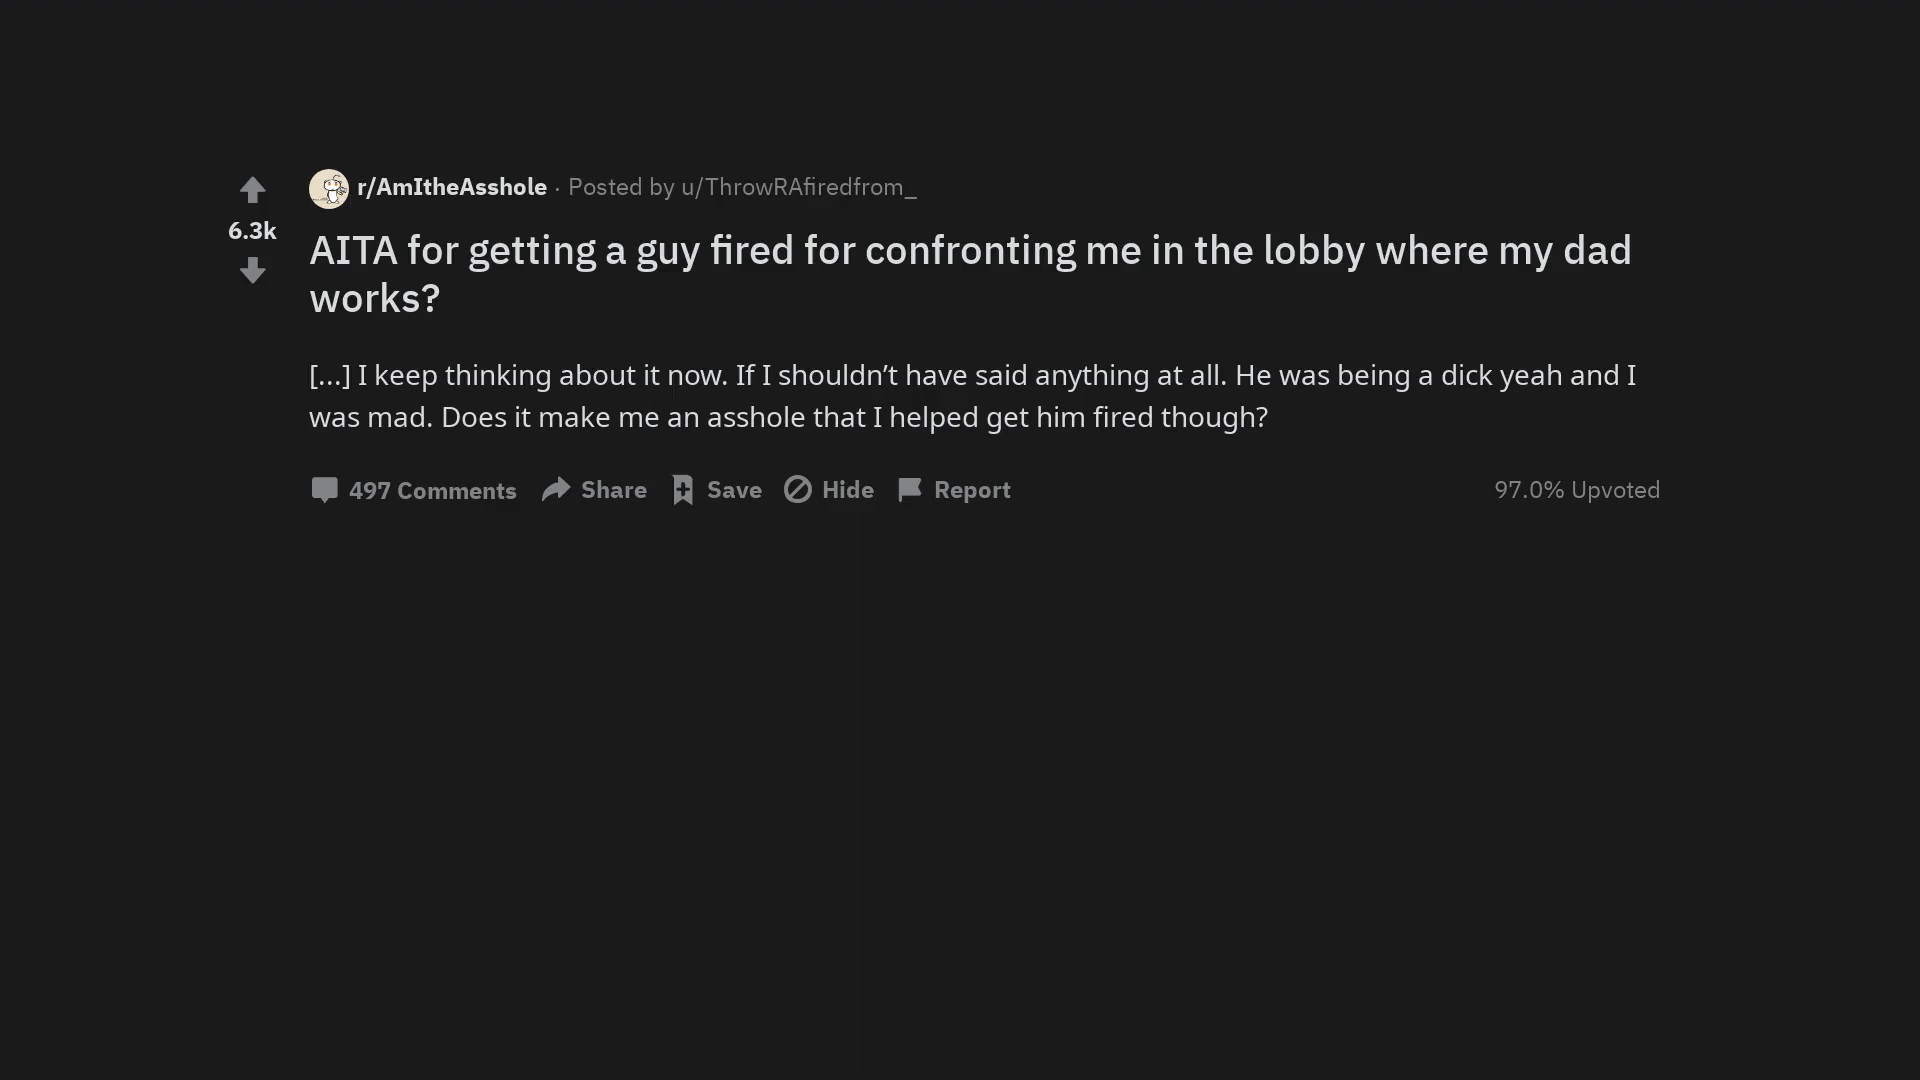 r/AmItheAsshole · Posted by u/ThrowRAfiredfrom_
6.3k
AITA for getting a guy fired for confronting me in the lobby where my dad
works?
[...] I keep thinking about it now. If I shouldn’t have said anything at all. He was being a dick yeah and I
was mad. Does it make me an asshole that I helped get him fired though?
497 Comments Share Save Hide Report 97.0% Upvoted